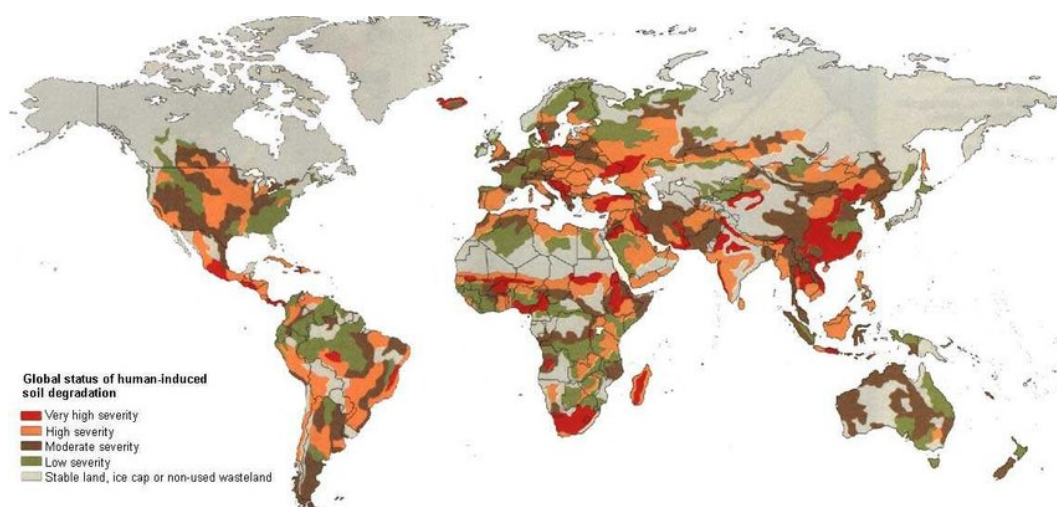 Global status of human-induced
soil degradation
Very high severity
High severity
Moderate severity
Low severity
Stable land, ice cap or non-used wasteland